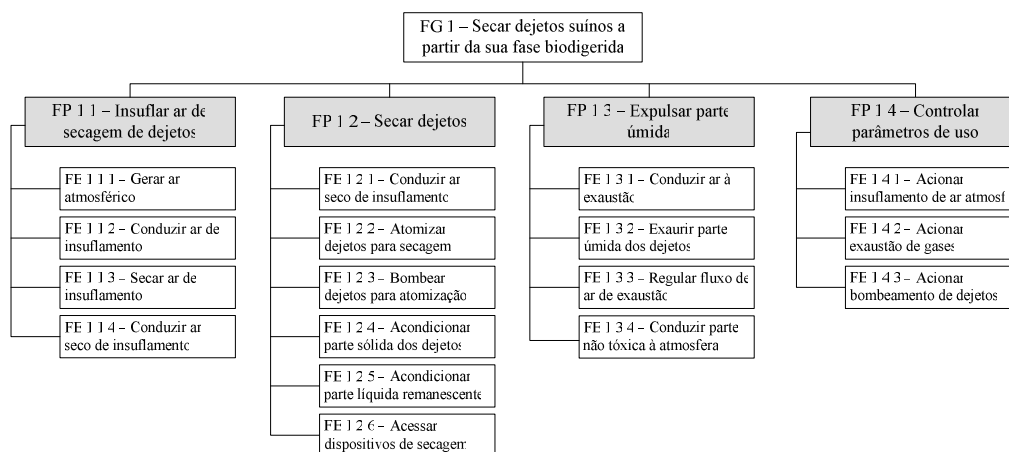 FG 1 – Secar dejetos suínos a
partir da sua fase biodigerida
FP 1 1 – Insuflar ar de
secagem de dejetos
FE 1 1 1 – Gerar ar
atmosférico
FE 1 1 2 – Conduzir ar de
insuflamento
FE 1 1 3 – Secar ar de
insuflamento
FE 1 1 4 – Conduzir ar
seco de insuflamento
FP 1 2 – Secar dejetos
FE 1 2 1 – Conduzir ar
seco de insuflamento
FE 1 2 2 – Atomizar
dejetos para secagem
FE 1 2 3 – Bombear
dejetos para atomização
FE 1 2 4 – Acondicionar
parte sólida dos dejetos
FE 1 2 5 – Acondicionar
parte líquida remanescente
FE 1 2 6 – Acessar
dispositivos de secagem
FP 1 3 – Expulsar parte
úmida
FE 1 3 1 – Conduzir ar à
exaustão
FE 1 3 2 – Exaurir parte
úmida dos dejetos
FE 1 3 3 – Regular fluxo de
ar de exaustão
FE 1 3 4 – Conduzir parte
não tóxica à atmosfera
FP 1 4 – Controlar
parâmetros de uso
FE 1 4 1 – Acionar
insuflamento de ar atmosf
FE 1 4 2 – Acionar
exaustão de gases
FE 1 4 3 – Acionar
bombeamento de dejetos